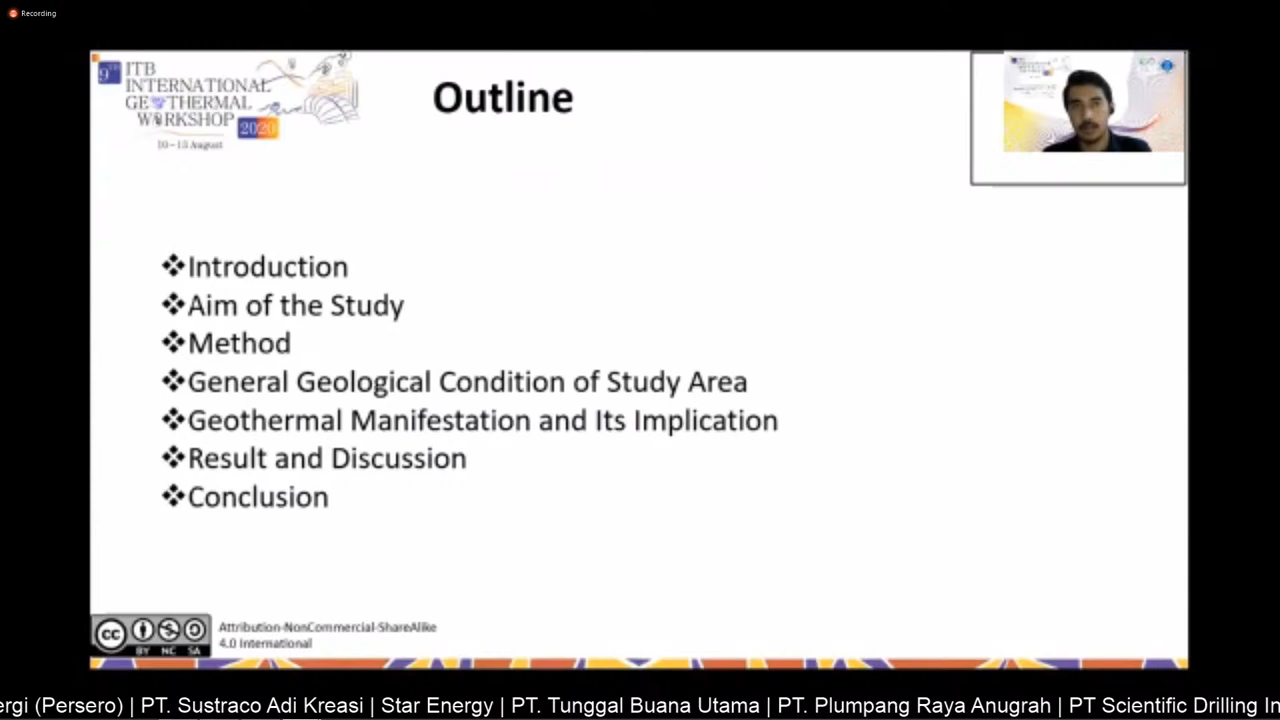 Recording
9TH ITB
INTERNATIONAL
GEOTHERMAL
WORKSHOP
2020
10-13 August
Outline
❖Introduction
❖Aim of the Study
❖Method
❖General Geological Condition of Study Area
❖Geothermal Manifestation and Its Implication
❖Result and Discussion
❖Conclusion
cc BY NC SA
Attribution-NonCommercial-ShareAlike
4.0 International
ergi (Persero) | PT. Sustraco Adi Kreasi | Star Energy | PT. Tunggal Buana Utama | PT. Plumpang Raya Anugrah | PT Scientific Drilling In